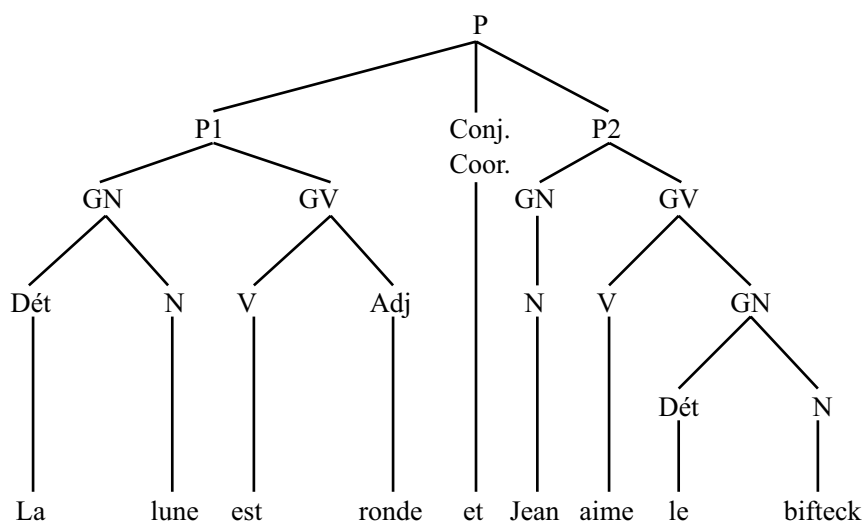 P
P1 Conj. P2
Coor.
GN GV GN GV
Dét N V Adj N V GN
Dét N
La lune est ronde et Jean aime le bifteck